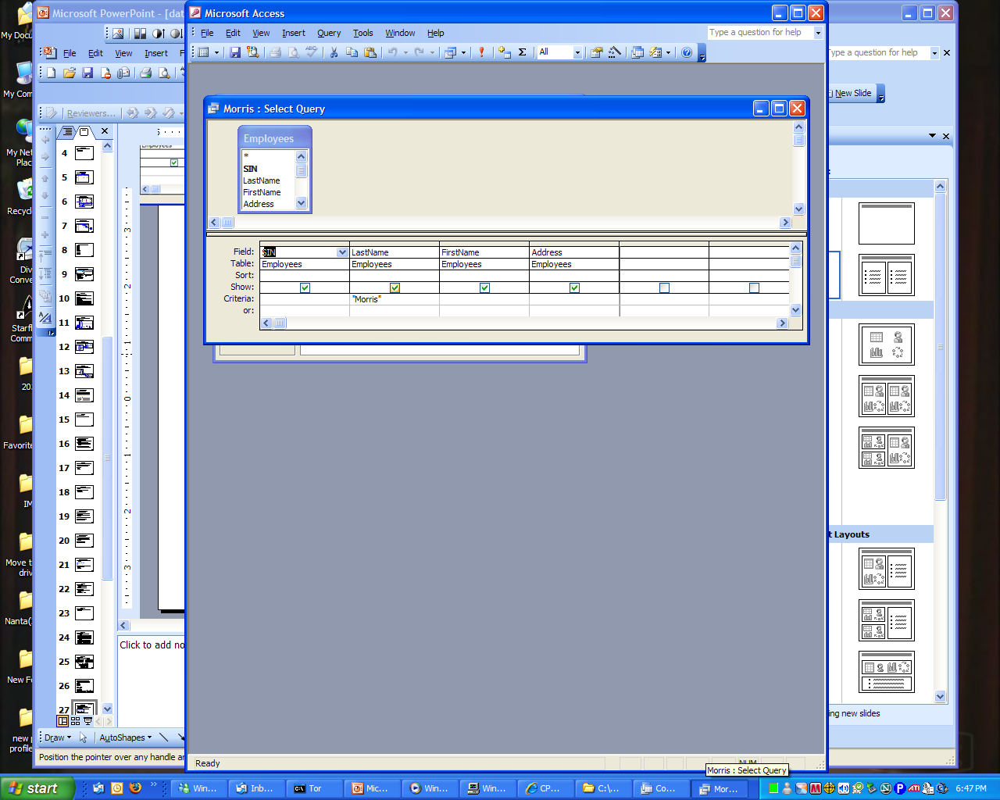 My Docu
My Com
My Net
Plac
Recyc
Div
Conve
Starf
Comm
20
Favorite
IM
Move t
driv
Nanta(
New F
new p
profile
Microsoft PowerPoint - [dat
File Edit View Insert F
Reviewers...
4
5
6
7
8
9
10
11
12
13
14
15
16
17
18
19
20
21
22
23
24
25
26
27
Click to add no
Draw AutoShapes
Position the pointer over any handle an
Microsoft Access
File Edit View Insert Query Tools Window Help
Type a question for help
All
Morris : Select Query
Employees
*
SIN
LastName
FirstName
Address
Field: SIN LastName FirstName Address
Table: Employees Employees Employees Employees
Sort:
Show:
Criteria: "Morris"
or:
Ready
NUM
Morris : Select Query
Type a question for help
New Slide
t Layouts
ing new slides
start
Win... Inb... Tor Mic... Win... Win... CP... C:\... Co... Mor...
6:47 PM